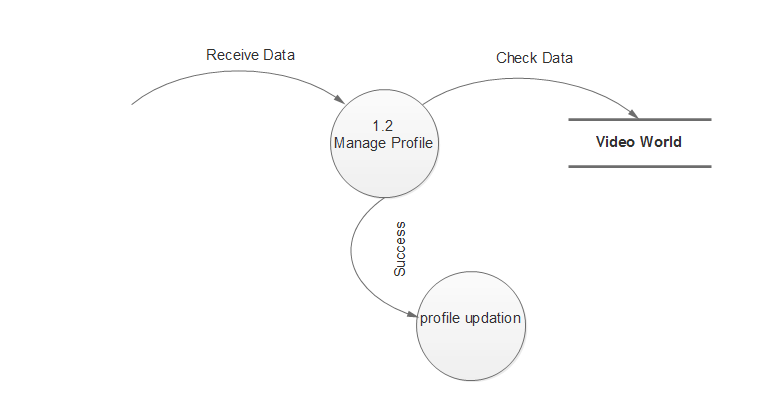 Receive Data
Check Data
1.2
Manage Profile
Video World
Success
profile updation